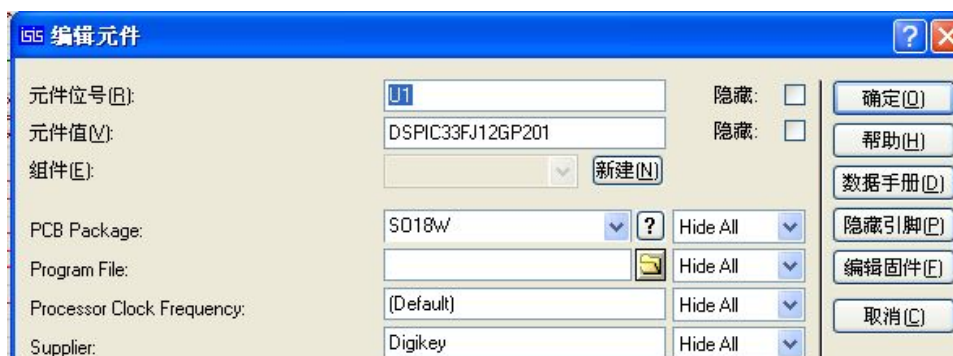 isis 编辑元件
元件位号(R): U1 隐藏: 确定(O)
元件值(V): DSPIC33FJ12GP201 隐藏: 帮助(H)
组件(E): 新建(N)
数据手册(D)
PCB Package: SO18W ? Hide All 隐藏引脚(P)
Program File: Hide All 编辑固件(F)
Processor Clock Frequency: (Default) Hide All 取消(C)
Supplier: Digikey Hide All